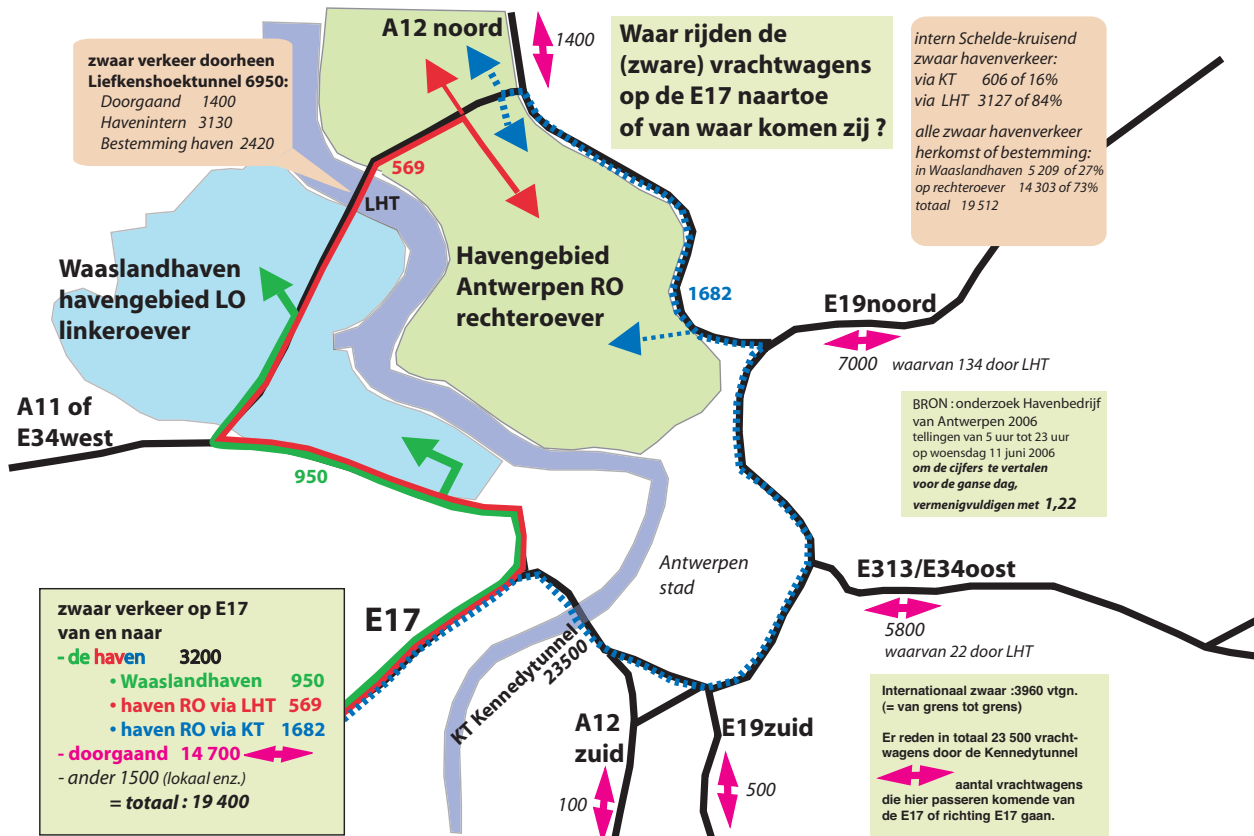 A12 noord
1400
Waar rijden de
(zware) vrachtwagens
op de E17 naartoe
of van waar komen zij ?
intern Schelde-kruisend
zwaar havenverkeer:
via KT 606 of 16%
via LHT 3127 of 84%
alle zwaar havenverkeer
herkomst of bestemming:
in Waaslandhaven 5 209 of 27%
op rechteroever 14 303 of 73%
totaal 19 512
zwaar verkeer doorheen
Liefkenshoektunnel 6950:
Doorgaand 1400
Havenintern 3130
Bestemming haven 2420
569
LHT
Waaslandhaven
havengebied LO
linkeroever
Havengebied
Antwerpen RO
rechteroever
1682
E19noord
7000 waarvan 134 door LHT
A11 of
E34west
950
BRON : onderzoek Havenbedrijf
van Antwerpen 2006
tellingen van 5 uur tot 23 uur
op woensdag 11 juni 2006
om de cijfers te vertalen
voor de ganse dag,
vermenigvuldigen met 1,22
Antwerpen
stad
E313/E34oost
5800
waarvan 22 door LHT
E17
KT Kennedytunnel
23500
A12
zuid
100
E19zuid
500
zwaar verkeer op E17
van en naar
- de haven 3200
• Waaslandhaven 950
• haven RO via LHT 569
• haven RO via KT 1682
- doorgaand 14 700
- ander 1500 (lokaal enz.)
= totaal : 19 400
Internationaal zwaar :3960 vtgn.
(= van grens tot grens)
Er reden in totaal 23 500 vracht-
wagens door de Kennedytunnel
aantal vrachtwagens
die hier passeren komende van
de E17 of richting E17 gaan.